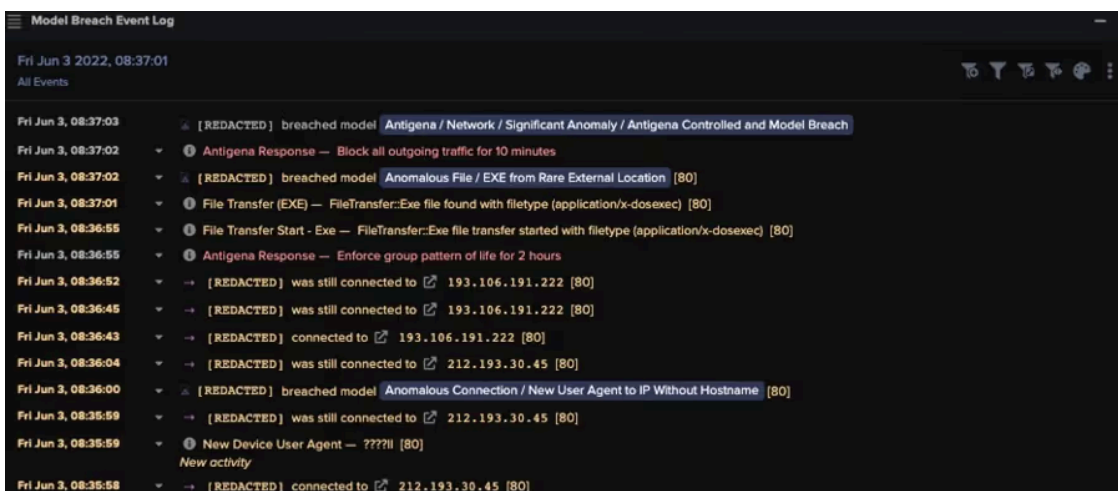 Model Breach Event Log
Fri Jun 3 2022, 08:37:01
All Events
Fri Jun 3, 08:37:03 [REDACTED] breached model Antigena / Network / Significant Anomaly / Antigena Controlled and Model Breach
Fri Jun 3, 08:37:02 Antigena Response — Block all outgoing traffic for 10 minutes
Fri Jun 3, 08:37:02 [REDACTED] breached model Anomalous File / EXE from Rare External Location [80]
Fri Jun 3, 08:37:01 File Transfer (EXE) — FileTransfer::Exe file found with filetype (application/x-dosexec) [80]
Fri Jun 3, 08:36:55 File Transfer Start - Exe — FileTransfer::Exe file transfer started with filetype (application/x-dosexec) [80]
Fri Jun 3, 08:36:55 Antigena Response — Enforce group pattern of life for 2 hours
Fri Jun 3, 08:36:52 → [REDACTED] was still connected to 193.106.191.222 [80]
Fri Jun 3, 08:36:45 → [REDACTED] was still connected to 193.106.191.222 [80]
Fri Jun 3, 08:36:43 → [REDACTED] connected to 193.106.191.222 [80]
Fri Jun 3, 08:36:04 → [REDACTED] was still connected to 212.193.30.45 [80]
Fri Jun 3, 08:36:00 [REDACTED] breached model Anomalous Connection / New User Agent to IP Without Hostname [80]
Fri Jun 3, 08:35:59 → [REDACTED] was still connected to 212.193.30.45 [80]
Fri Jun 3, 08:35:59 New Device User Agent — ????ll [80]
New activity
Fri Jun 3, 08:35:58 → [REDACTED] connected to 212.193.30.45 [80]